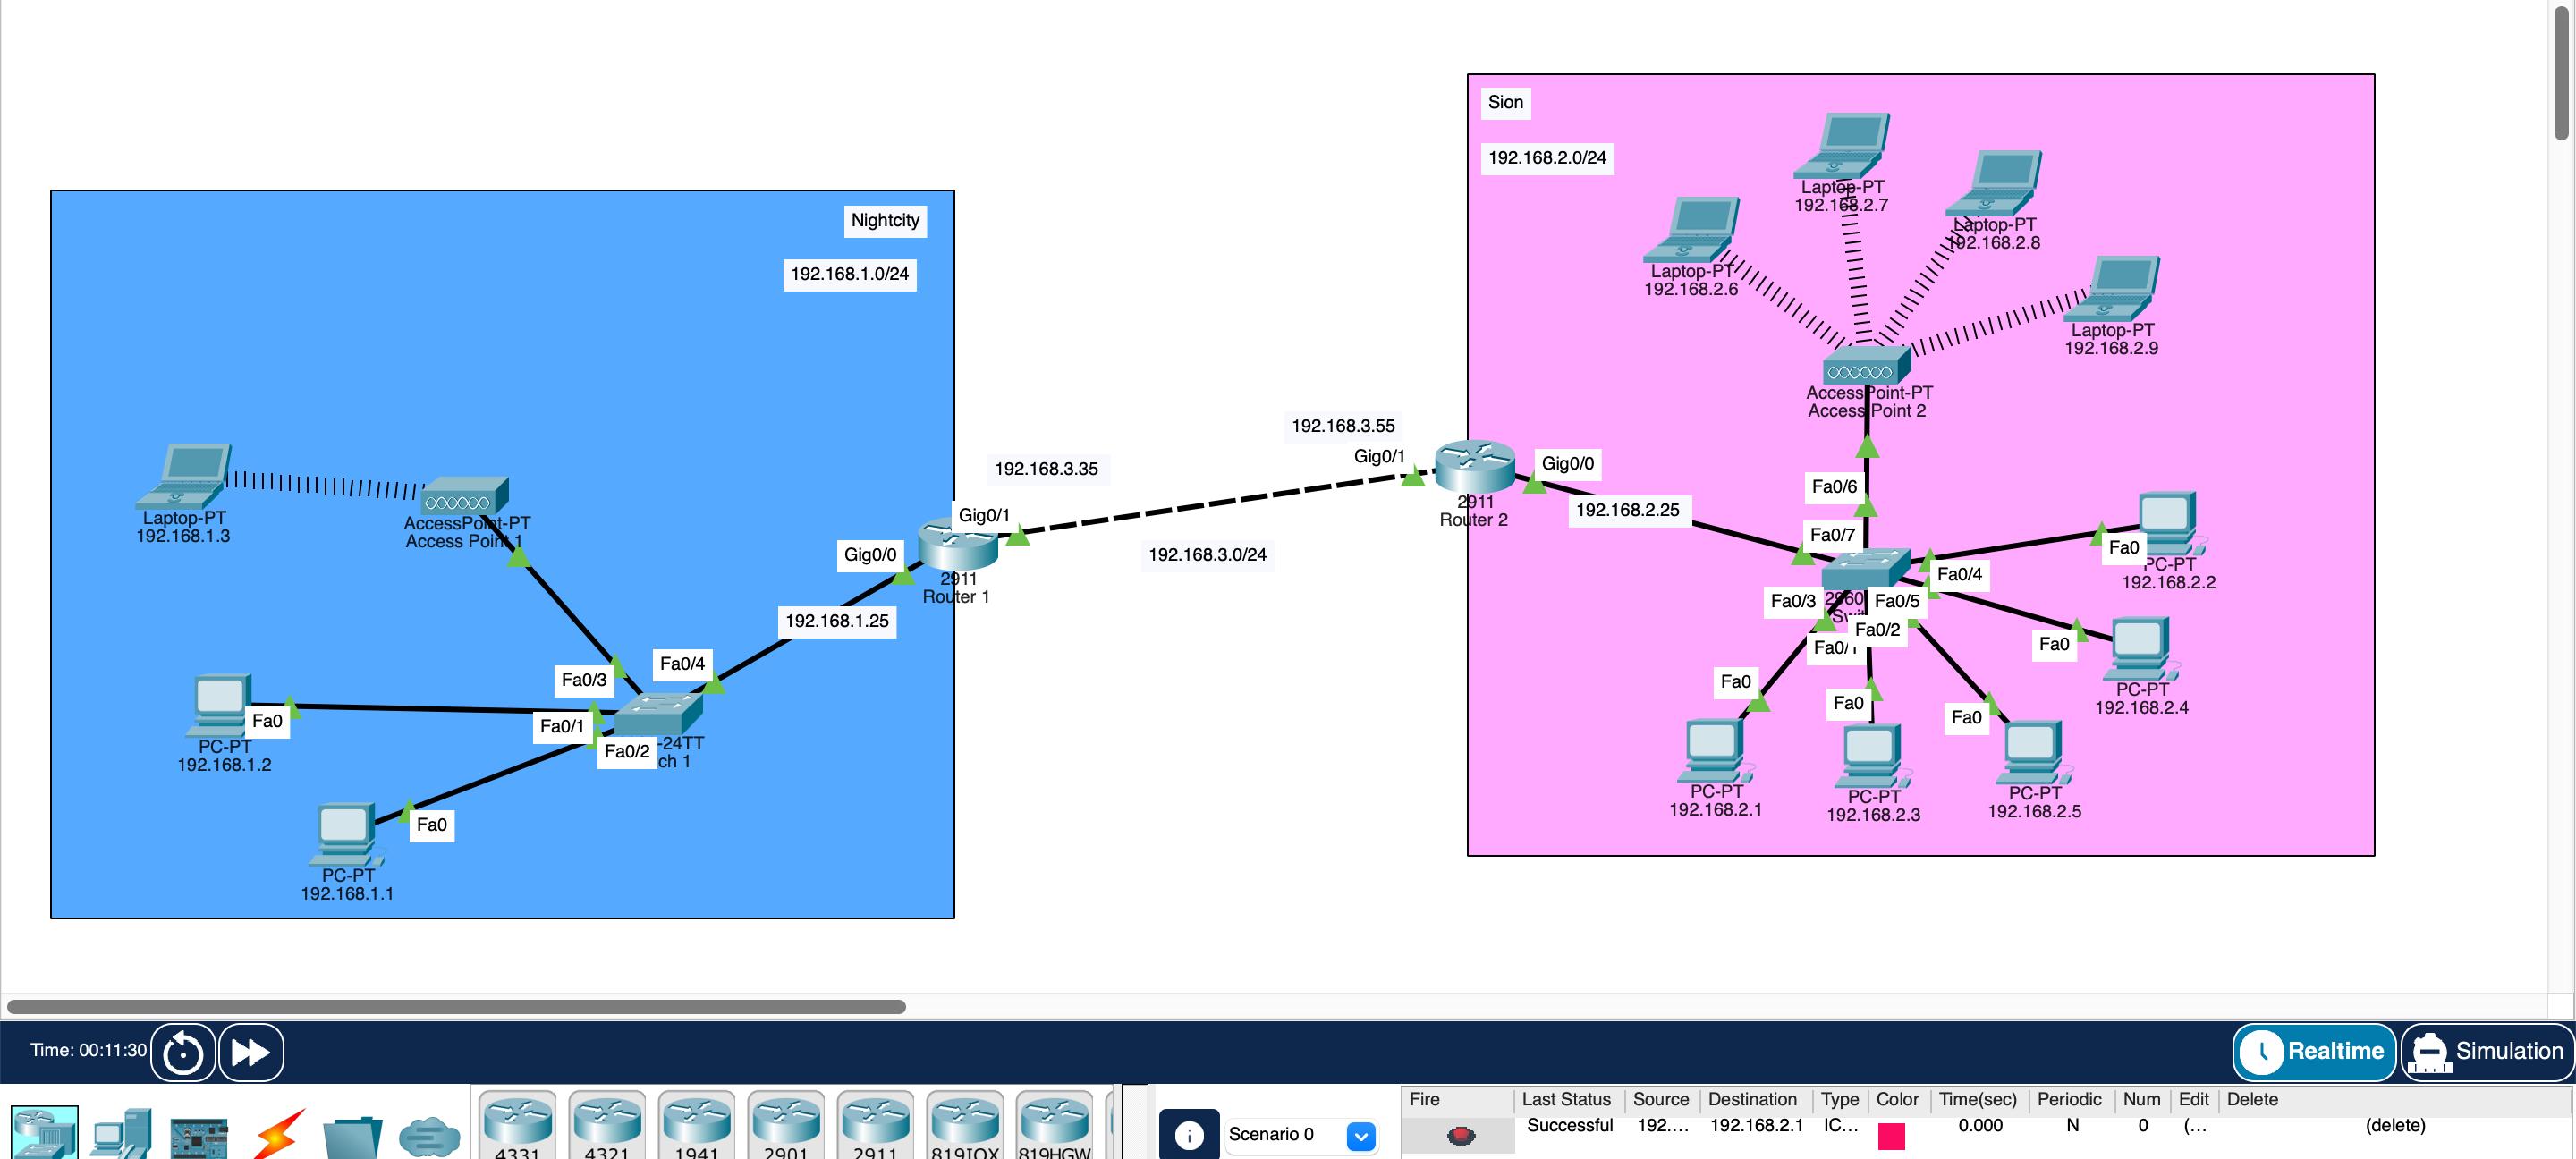 Nightcity
192.168.1.0/24
Laptop-PT
192.168.1.3
AccessPoint-PT
Access Point 1
Gig0/0
Gig0/1
2911
Router 1
192.168.1.25
Fa0/4
Fa0/3
Fa0/1
Fa0/2
-24TT
ch 1
Fa0
PC-PT
192.168.1.2
Fa0
PC-PT
192.168.1.1
192.168.3.35
192.168.3.55
192.168.3.0/24
Sion
192.168.2.0/24
Laptop-PT
192.168.2.7
Laptop-PT
192.168.2.8
Laptop-PT
192.168.2.6
Laptop-PT
192.168.2.9
AccessPoint-PT
Access Point 2
Gig0/1
Gig0/0
2911
Router 2
192.168.2.25
Fa0/6
Fa0/7
Fa0/4
Fa0/3
2960
Fa0/5
Fa0/2
Fa0/1
Fa0
PC-PT
192.168.2.2
Fa0
PC-PT
192.168.2.4
Fa0
PC-PT
192.168.2.1
Fa0
PC-PT
192.168.2.3
Fa0
PC-PT
192.168.2.5
Time: 00:11:30
Realtime
Simulation
4331
4321
1941
2901
2911
819IOX
819HGW
Scenario 0
Fire Last Status Source Destination Type Color Time(sec) Periodic Num Edit Delete
Successful 192.... 192.168.2.1 IC... 0.000 N 0 (... (delete)